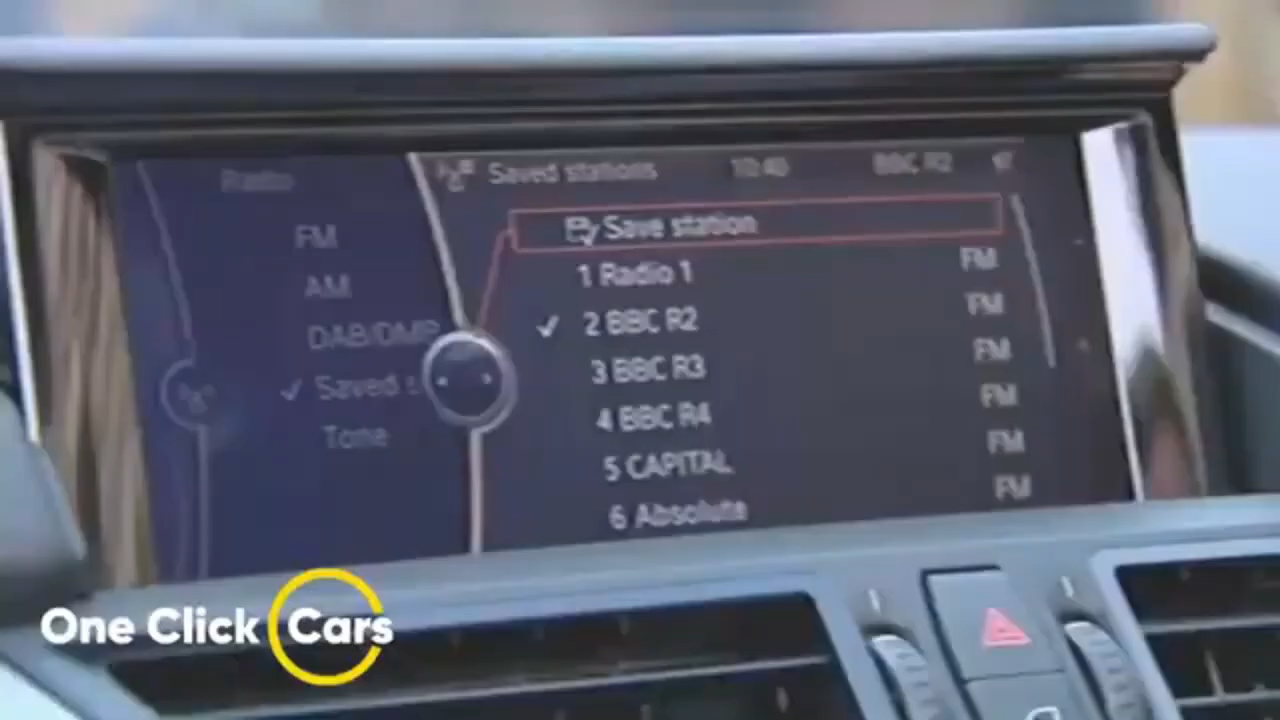 Radio
FM
AM
DAB/DMP
Saved s
Tone
Saved stations 10:40 BBC R2
Save station
1 Radio 1 FM
2 BBC R2 FM
3 BBC R3 FM
4 BBC R4 FM
5 CAPITAL FM
6 Absolute FM
One Click Cars